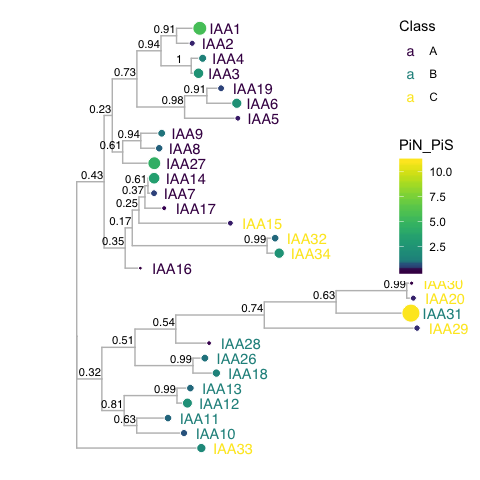 0.91 IAA1
0.94 IAA2
1 IAA4
0.73 IAA3
0.91 IAA19
0.98 IAA6
IAA5
0.23
0.94 IAA9
0.61 IAA8
IAA27
0.43
0.61 IAA14
0.37 IAA7
0.25 IAA17
0.17 IAA15
0.99 IAA32
0.35 IAA34
IAA16
0.99 IAA30
0.63 IAA20
0.74 IAA31
IAA29
0.54
0.51 IAA28
0.99 IAA26
IAA18
0.32
0.99 IAA13
0.81 IAA12
0.63 IAA11
IAA10
IAA33
Class
a A
a B
a C
PiN_PiS
10.0
7.5
5.0
2.5